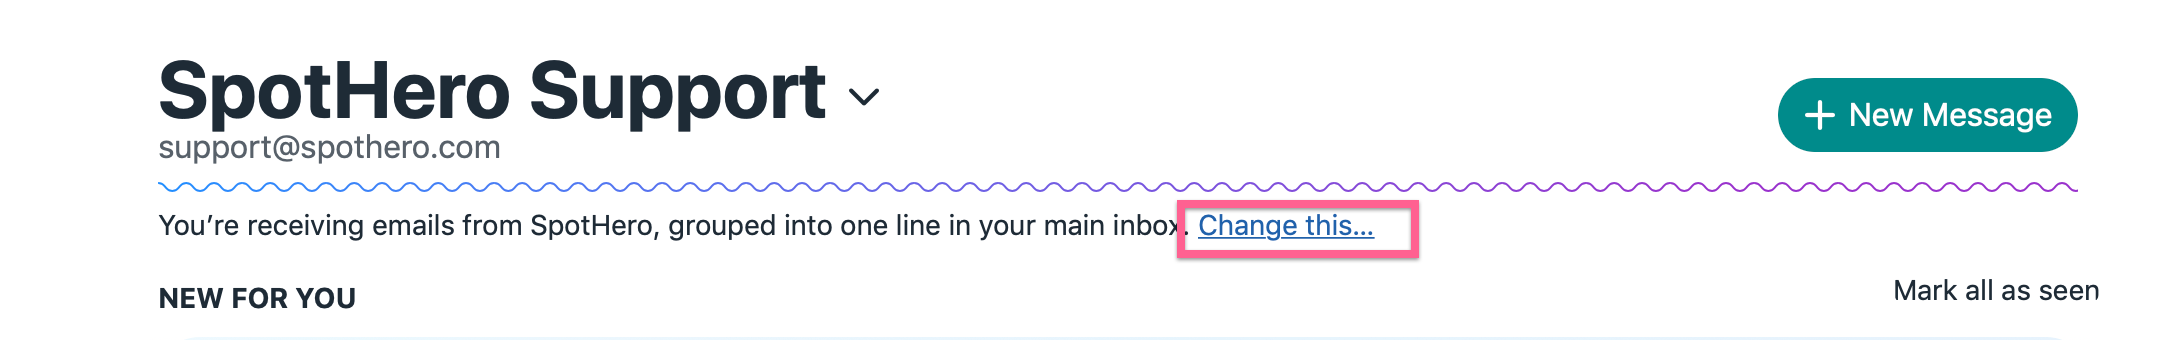 SpotHero Support
support@spothero.com
+ New Message
You’re receiving emails from SpotHero, grouped into one line in your main inbox. Change this...
NEW FOR YOU
Mark all as seen